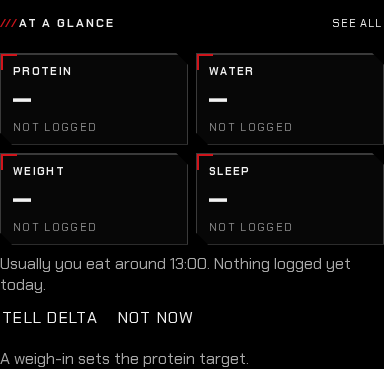 ///AT A GLANCE SEE ALL
PROTEIN WATER
— —
NOT LOGGED NOT LOGGED
WEIGHT SLEEP
— —
NOT LOGGED NOT LOGGED
Usually you eat around 13:00. Nothing logged yet
today.
TELL DELTA NOT NOW
A weigh-in sets the protein target.